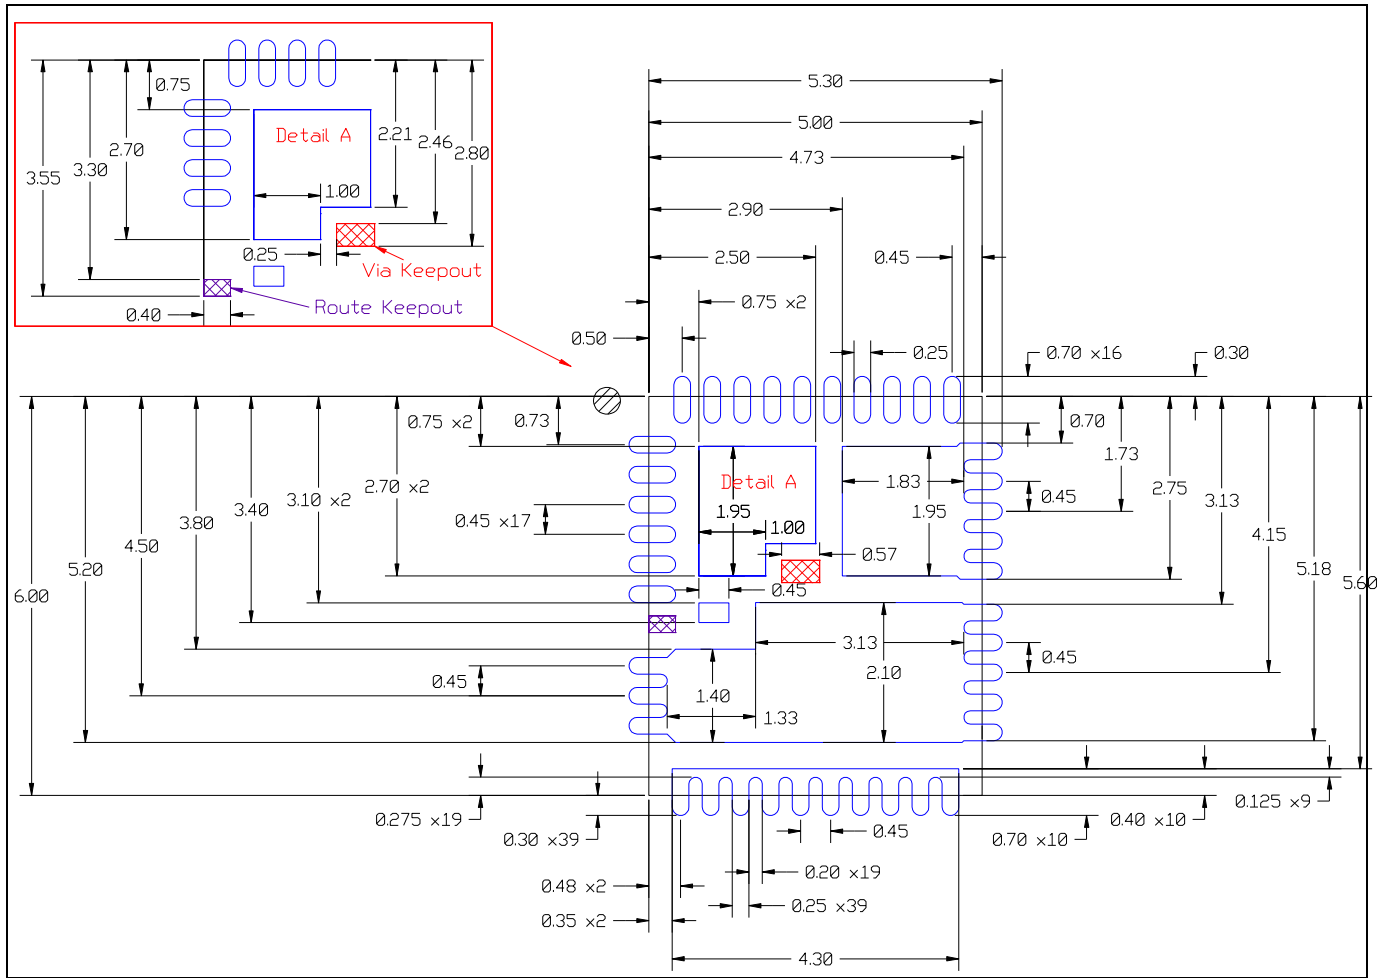 0.75
Detail A
2.21
2.46
2.80
2.70
3.30
3.55
1.00
0.25
Via Keepout
Route Keepout
0.40
5.30
5.00
4.73
2.90
2.50
0.45
0.75 x2
0.50
0.25
0.70 x16
0.30
0.75 x2
0.73
0.70
1.73
2.75
3.13
4.15
5.18
5.60
Detail A
1.83
1.95
1.95
1.00
0.57
0.45
0.45
2.70 x2
3.10 x2
3.40
3.80
4.50
5.20
6.00
0.45 x17
0.45
3.13
2.10
1.40
1.33
0.45
0.275 x19
0.30 x39
0.45
0.70 x10
0.40 x10
0.125 x9
0.20 x19
0.48 x2
0.25 x39
0.35 x2
4.30